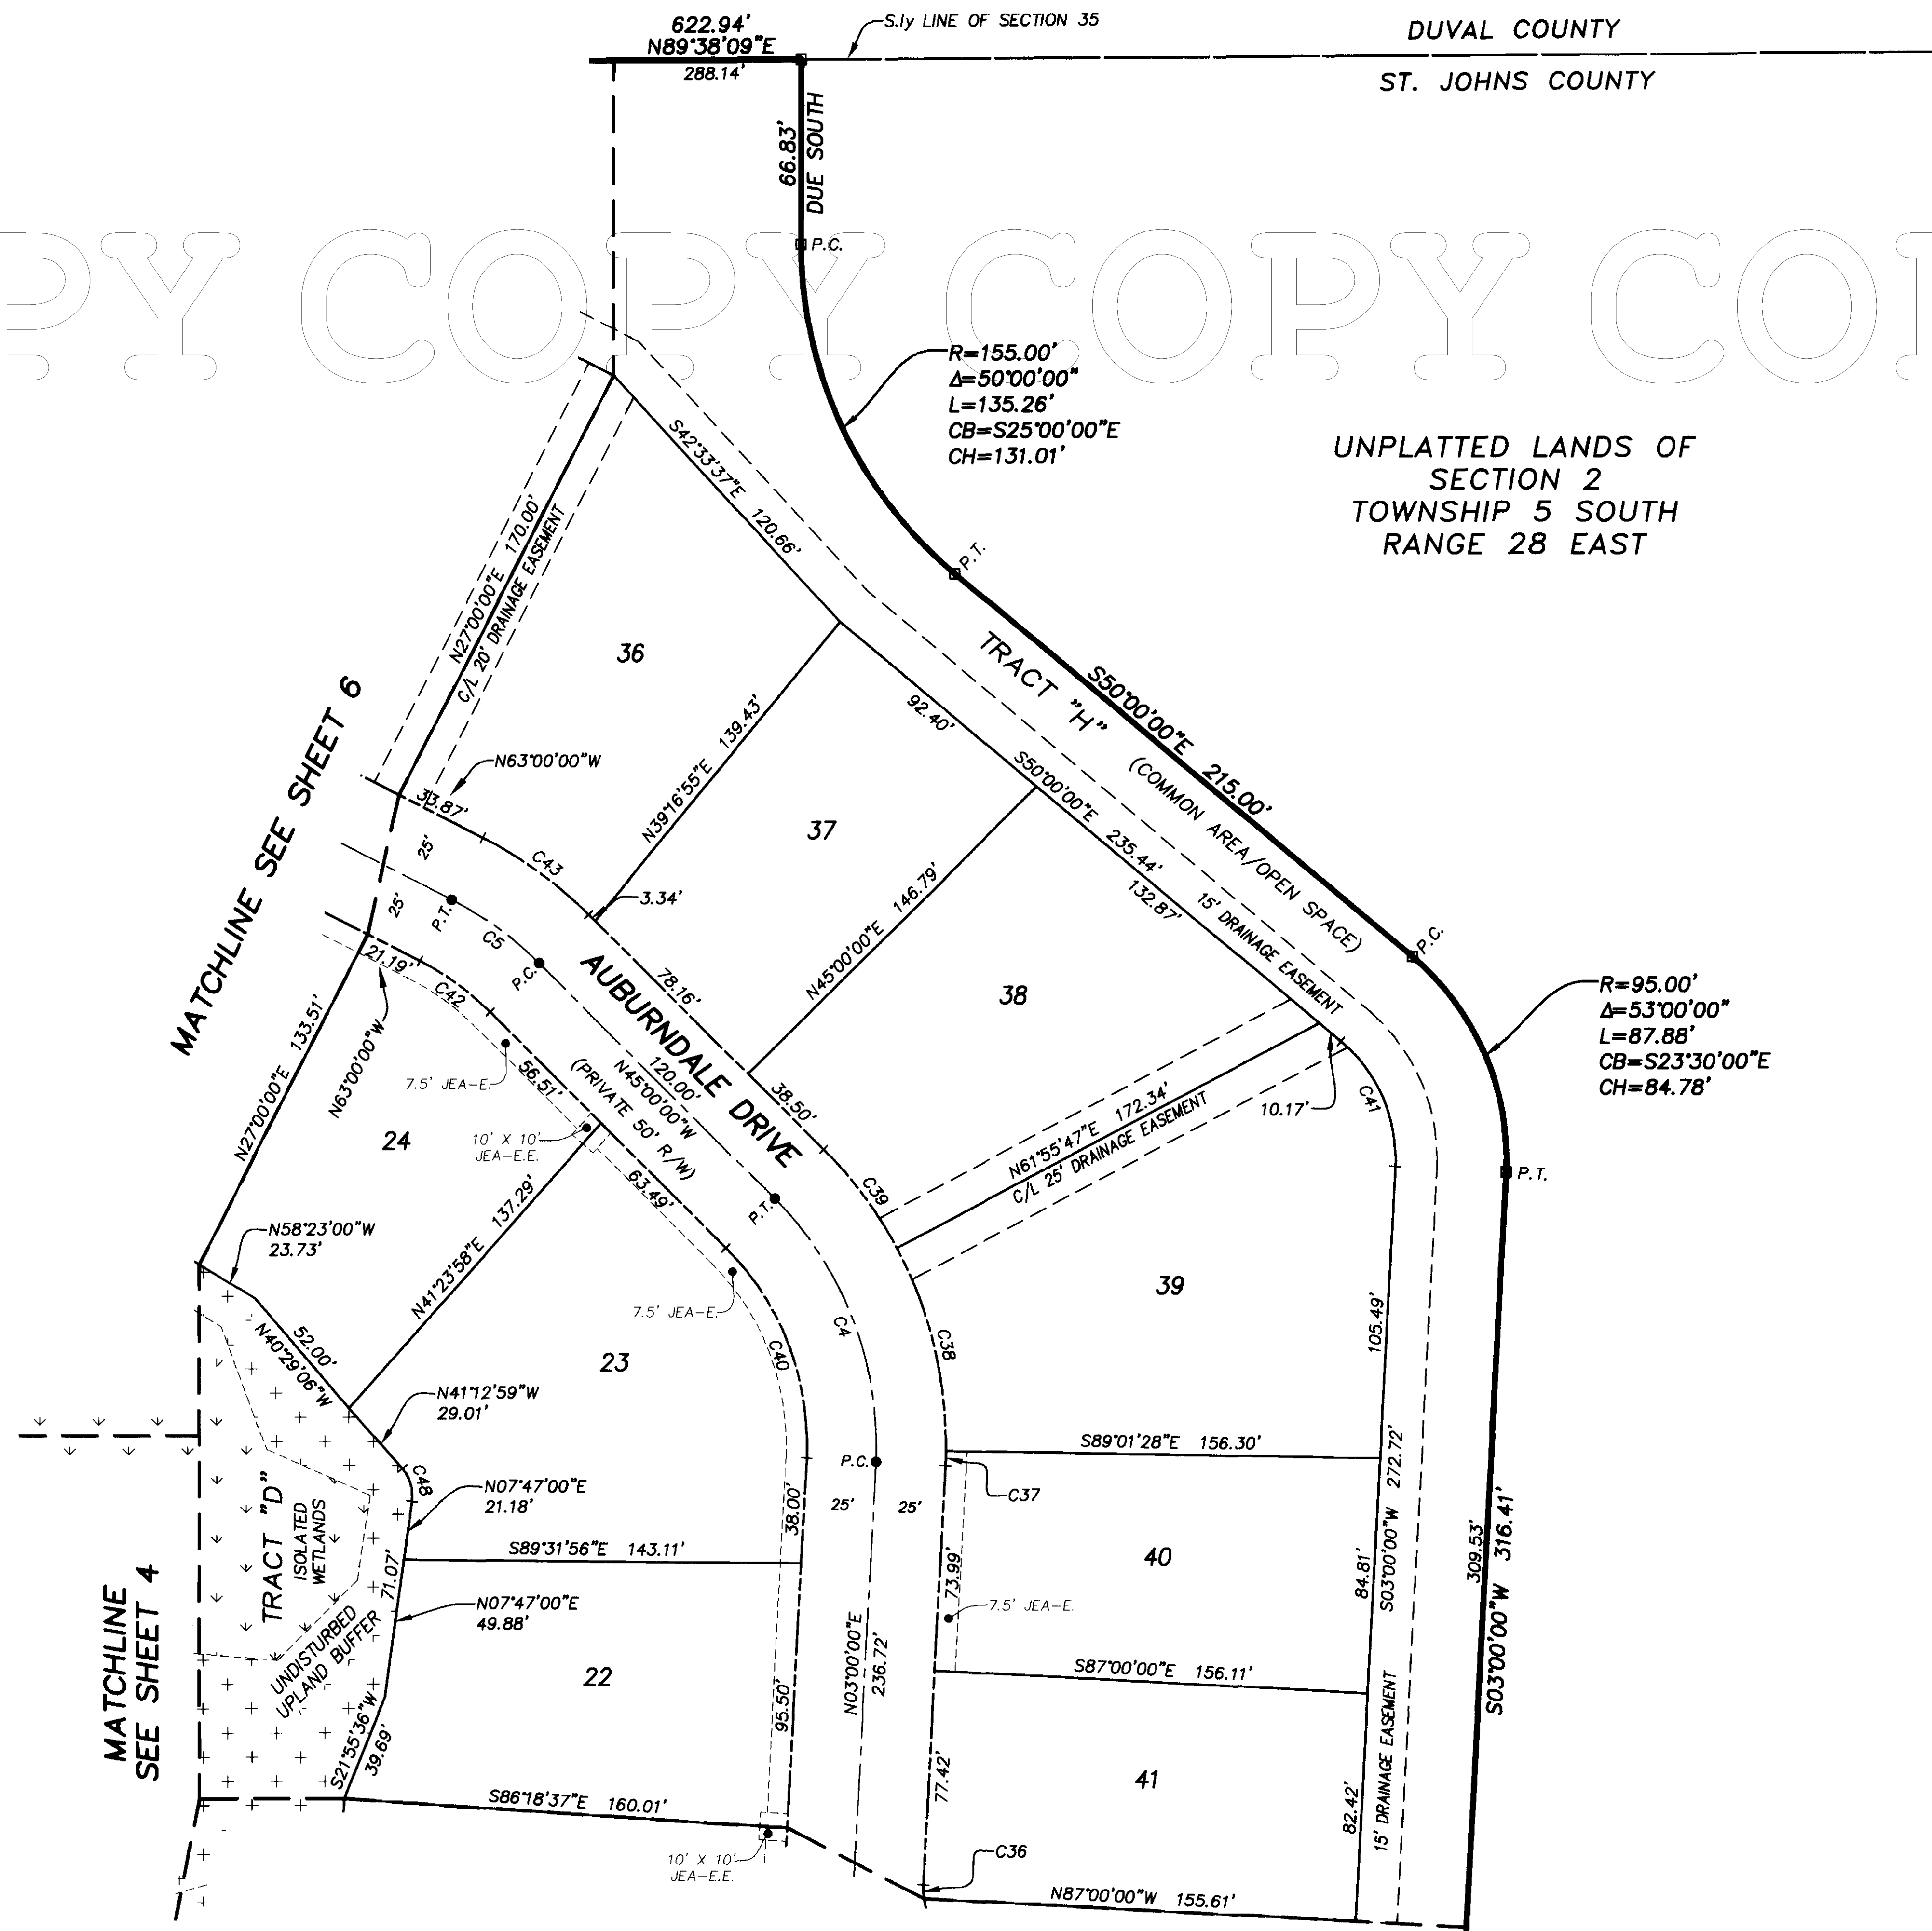 622.94'
N89°38'09"E
288.14'
S.ly LINE OF SECTION 35
DUVAL COUNTY
ST. JOHNS COUNTY
66.83'
DUE SOUTH
P.C.
PY COPY COPY COPY CO
R=155.00'
Δ=50°00'00"
L=135.26'
CB=S25°00'00"E
CH=131.01'
UNPLATTED LANDS OF
SECTION 2
TOWNSHIP 5 SOUTH
RANGE 28 EAST
P.T.
S42°33'37"E 120.66'
N27°00'00"E 170.00'
C/L 20' DRAINAGE EASEMENT
36
MATCHLINE SEE SHEET 6
TRACT "H"
(COMMON AREA/OPEN SPACE)
S50°00'00"E 215.00'
92.40'
S50°00'00"E 235.44'
132.87'
15' DRAINAGE EASEMENT
N39°16'55"E 139.43'
N63°00'00"W
33.87'
37
C43
3.34'
25'
25'
P.T.
C5
P.C.
N45°00'00"E 146.79'
38
P.C.
R=95.00'
Δ=53°00'00"
L=87.88'
CB=S23°30'00"E
CH=84.78'
21.19'
C42
N63°00'00"W
78.16'
AUBURNDALE DRIVE
(PRIVATE 50' R/W)
N45°00'00"W
120.00'
38.50'
N27°00'00"E 133.51'
7.5' JEA-E.
56.51'
24
10' X 10'
JEA-E.E.
N61°55'47"E 172.34'
C/L 25' DRAINAGE EASEMENT
10.17'
C41
P.T.
63.49'
P.T.
C39
N58°23'00"W
23.73'
N41°23'58"E 137.29'
39
7.5' JEA-E.
C4
C40
C38
105.49'
52.00'
N40°29'06"W
23
N41°12'59"W
29.01'
S89°01'28"E 156.30'
P.C.
C48
C37
N07°47'00"E
21.18'
25'
25'
38.00'
TRACT "D"
ISOLATED
WETLANDS
S03°00'00"W 272.72'
S03°00'00"W 316.41'
309.53'
S89°31'56"E 143.11'
71.07'
73.99'
40
84.81'
MATCHLINE
SEE SHEET 4
N07°47'00"E
49.88'
7.5' JEA-E.
UNDISTURBED
UPLAND BUFFER
22
N03°00'00"E
236.72'
S87°00'00"E 156.11'
95.50'
S21°55'36"W
39.69'
77.42'
41
82.42'
15' DRAINAGE EASEMENT
S86°18'37"E 160.01'
10' X 10'
JEA-E.E.
C36
N87°00'00"W 155.61'